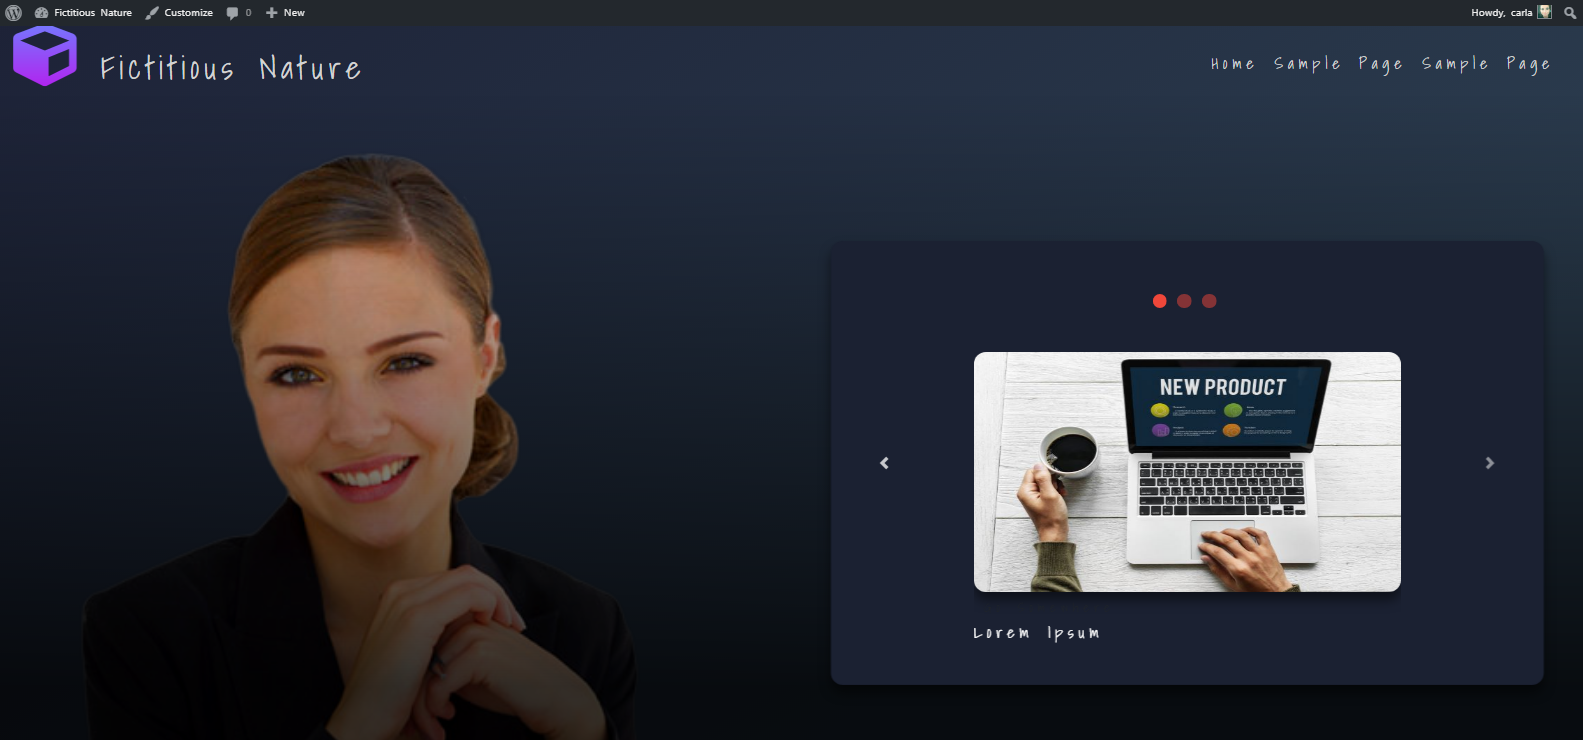 Fictitious Nature Customize 0 New Howdy, carla
Fictitious Nature
Home Sample Page Sample Page
NEW PRODUCT
Lorem Ipsum